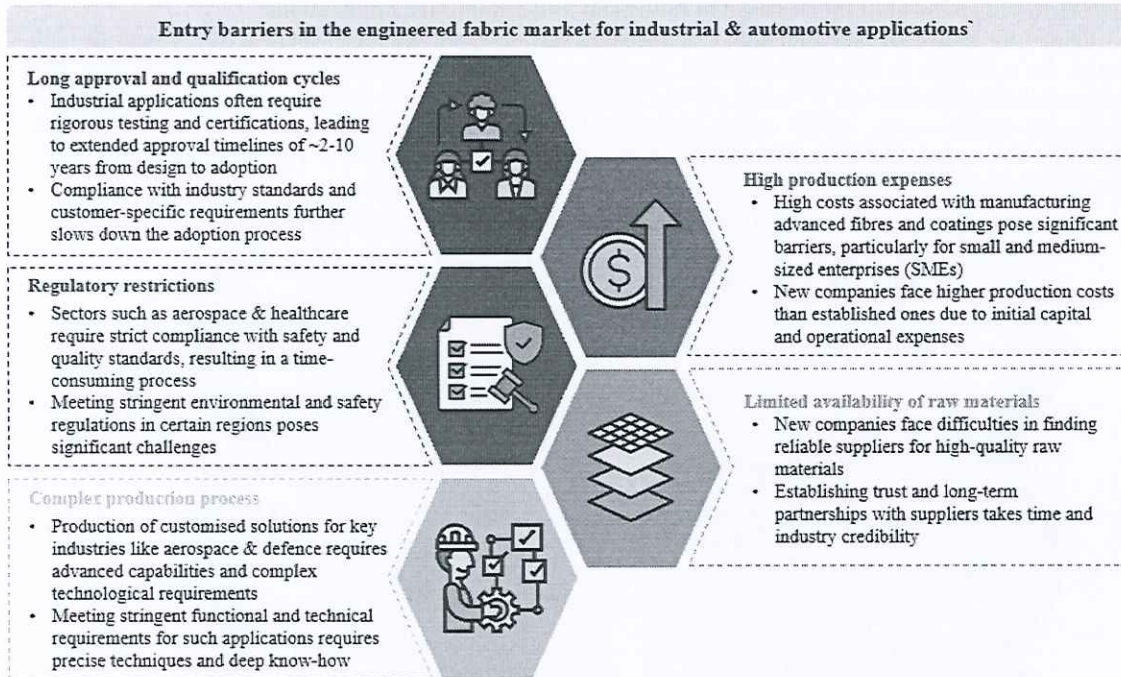 Entry barriers in the engineered fabric market for industrial & automotive applications`
Long approval and qualification cycles
• Industrial applications often require
rigorous testing and certifications, leading
to extended approval timelines of ~2-10
years from design to adoption
• Compliance with industry standards and
customer-specific requirements further
slows down the adoption process
High production expenses
• High costs associated with manufacturing
advanced fibres and coatings pose significant
barriers, particularly for small and medium-
sized enterprises (SMEs)
• New companies face higher production costs
than established ones due to initial capital
and operational expenses
Regulatory restrictions
• Sectors such as aerospace & healthcare
require strict compliance with safety and
quality standards, resulting in a time-
consuming process
• Meeting stringent environmental and safety
regulations in certain regions poses
significant challenges
Limited availability of raw materials
• New companies face difficulties in finding
reliable suppliers for high-quality raw
materials
• Establishing trust and long-term
partnerships with suppliers takes time and
industry credibility
Complex production process
• Production of customised solutions for key
industries like aerospace & defence requires
advanced capabilities and complex
technological requirements
• Meeting stringent functional and technical
requirements for such applications requires
precise techniques and deep know-how
$